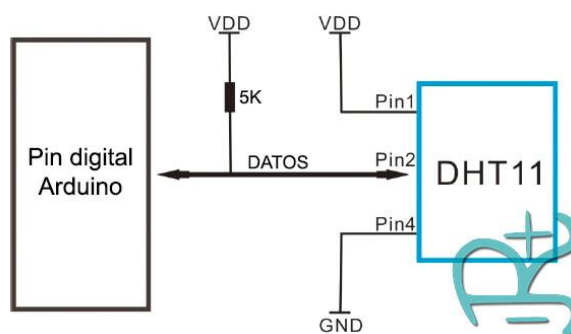 VDD
VDD
5K
Pin1
Pin digital
Arduino
DATOS
Pin2
DHT11
Pin4
GND